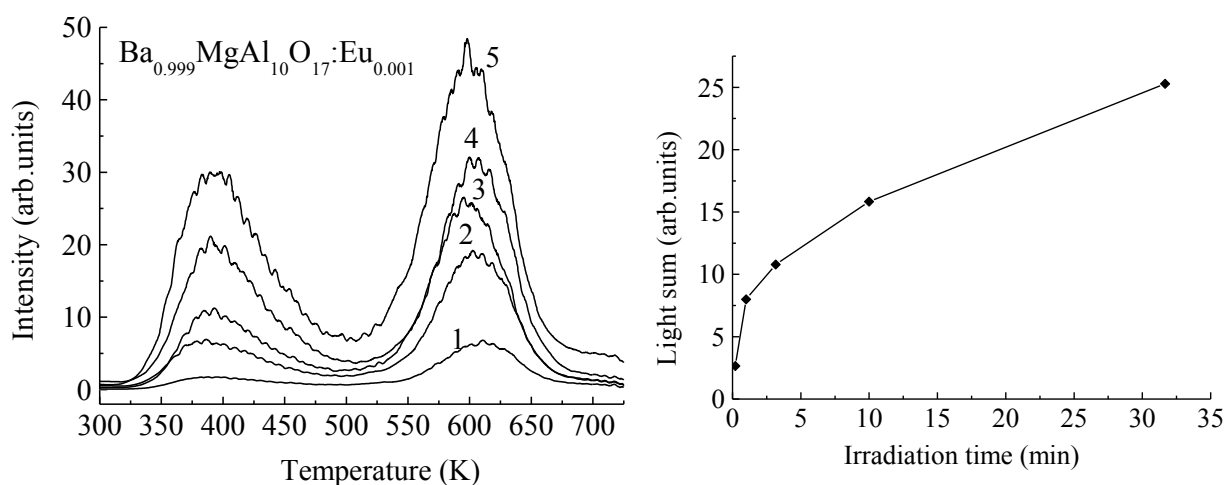 50
40
30
20
10
0
Intensity (arb.units)
Ba0.999MgAl10O17:Eu0.001
5
4
3
2
1
300 350 400 450 500 550 600 650 700
Temperature (K)
25
20
15
10
5
0
Light sum (arb.units)
0 5 10 15 20 25 30 35
Irradiation time (min)